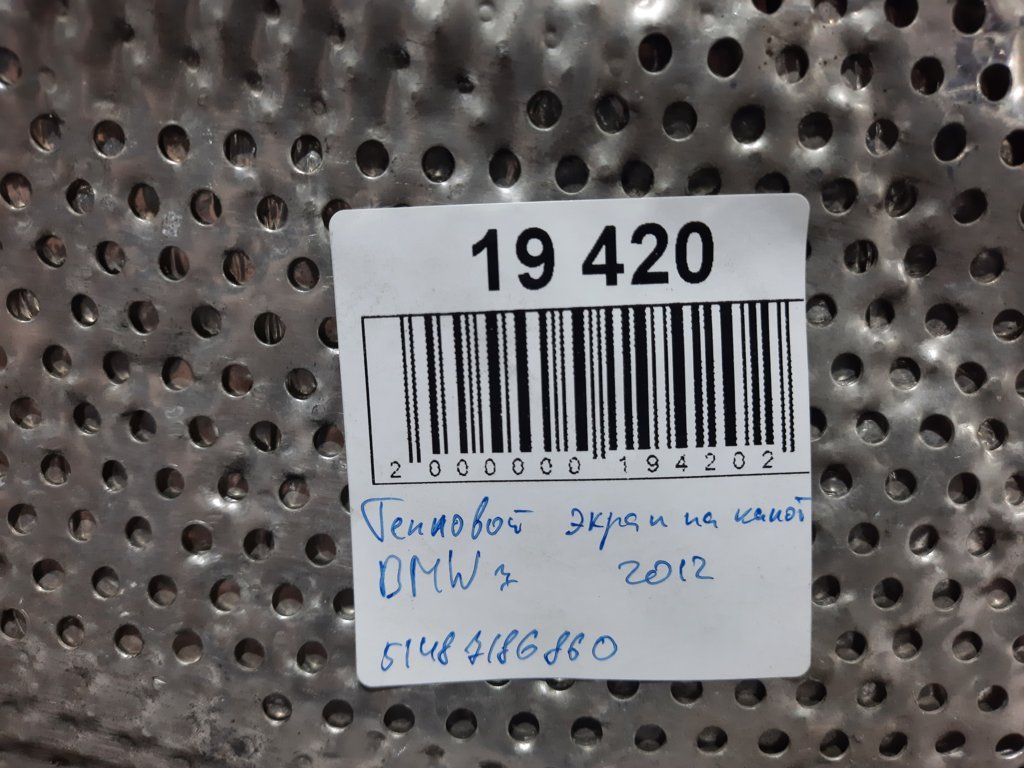 19 420
2 000000 194202
Тепловой экран на капот
BMW 7 2012
51487186860